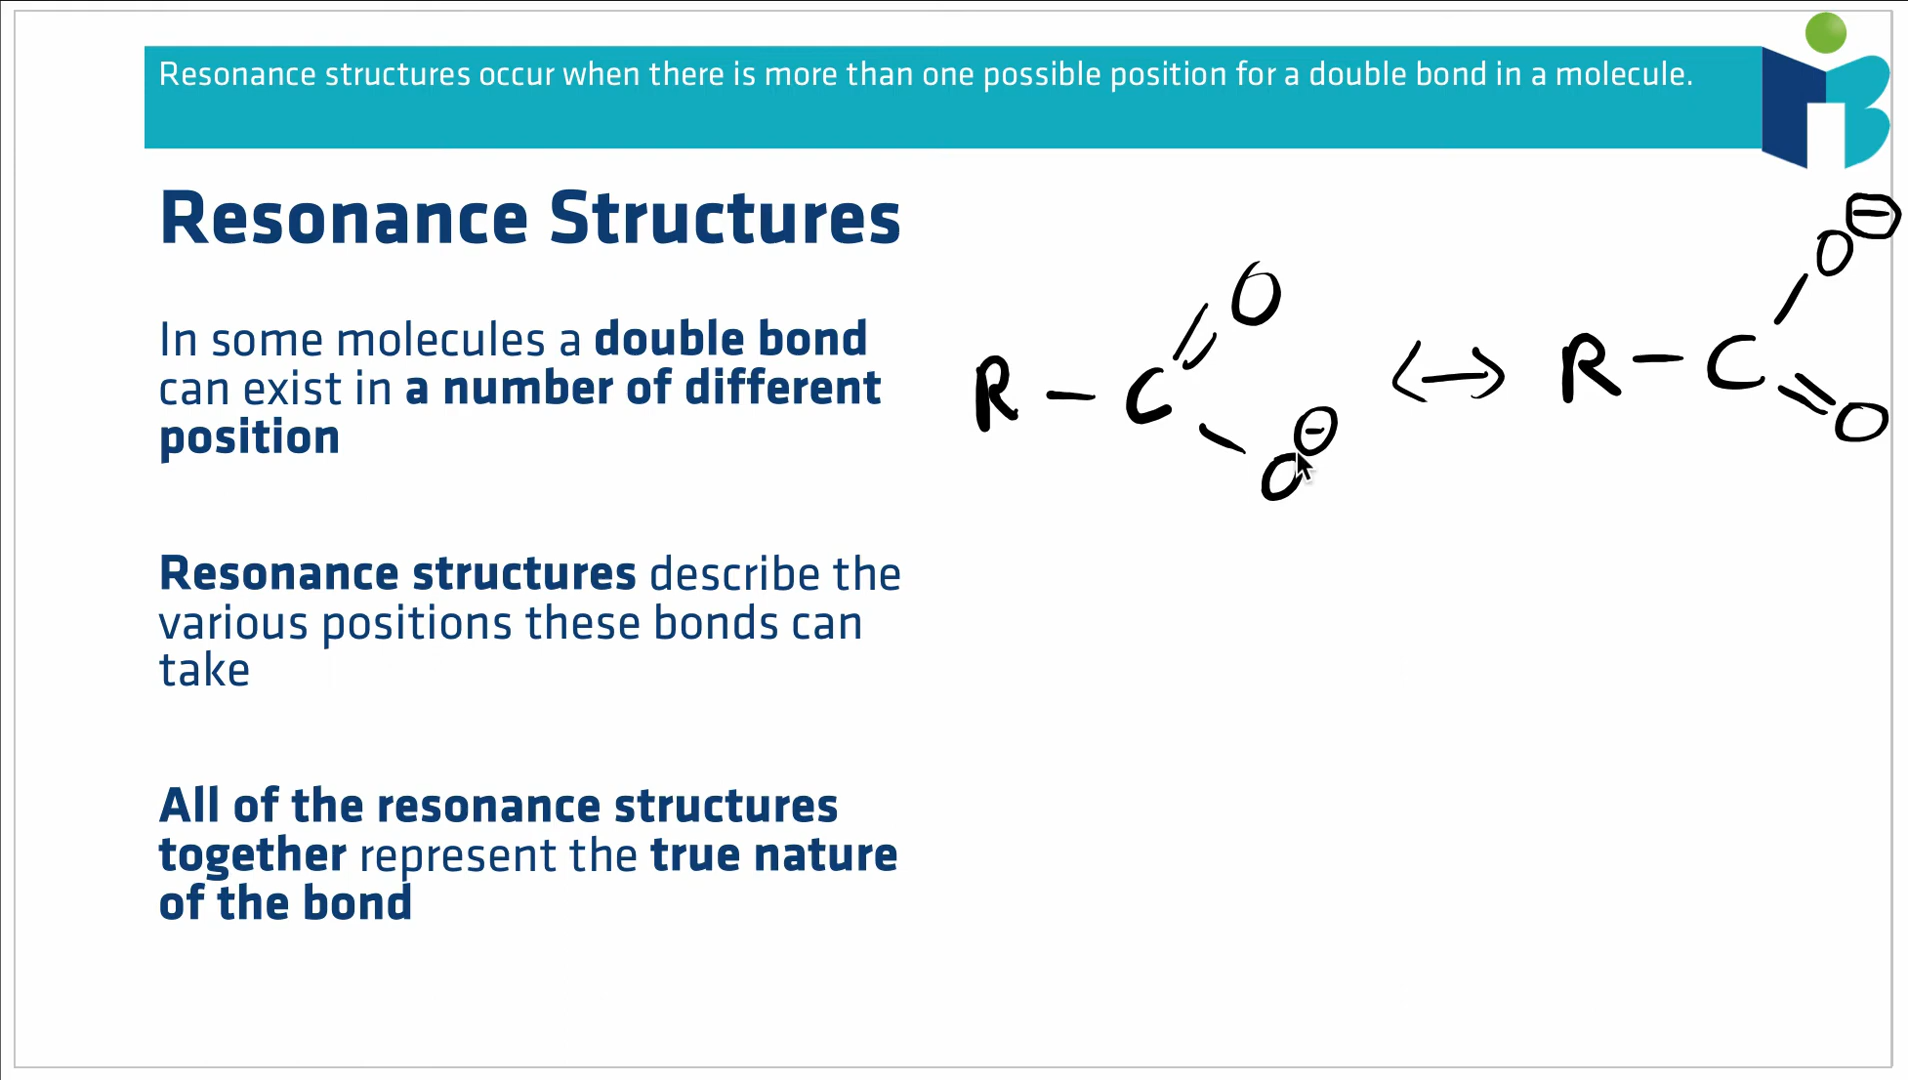 Resonance structures occur when there is more than one possible position for a double bond in a molecule.
Resonance Structures
In some molecules a double bond
can exist in a number of different
position
Resonance structures describe the
various positions these bonds can
take
All of the resonance structures
together represent the true nature
of the bond
O
R – C
O ⊖
↔
O ⊖
R – C
O